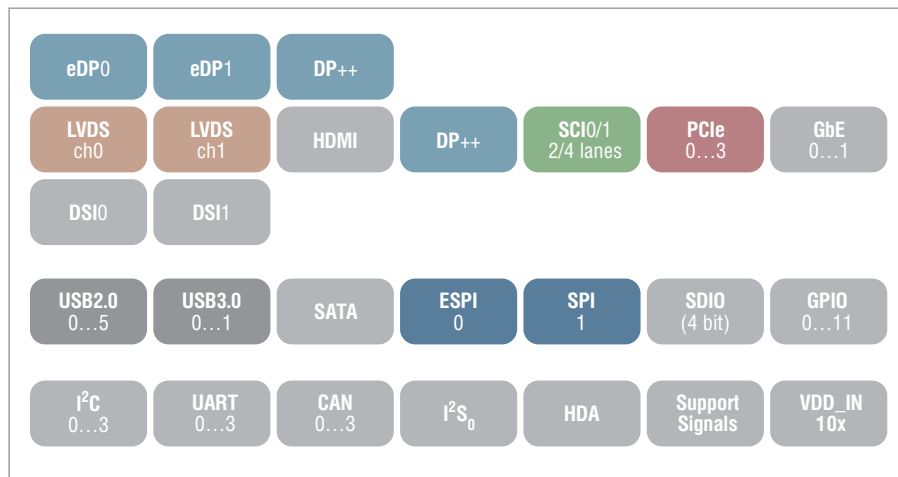 eDP0 eDP1 DP++
LVDS ch0 LVDS ch1 HDMI DP++ SCI0/1 2/4 lanes PCIe 0...3 GbE 0...1
DSI0 DSI1
USB2.0 0...5 USB3.0 0...1 SATA ESPI 0 SPI 1 SDIO (4 bit) GPIO 0...11
I²C 0...3 UART 0...3 CAN 0...3 I²S₀ HDA Support Signals VDD_IN 10x